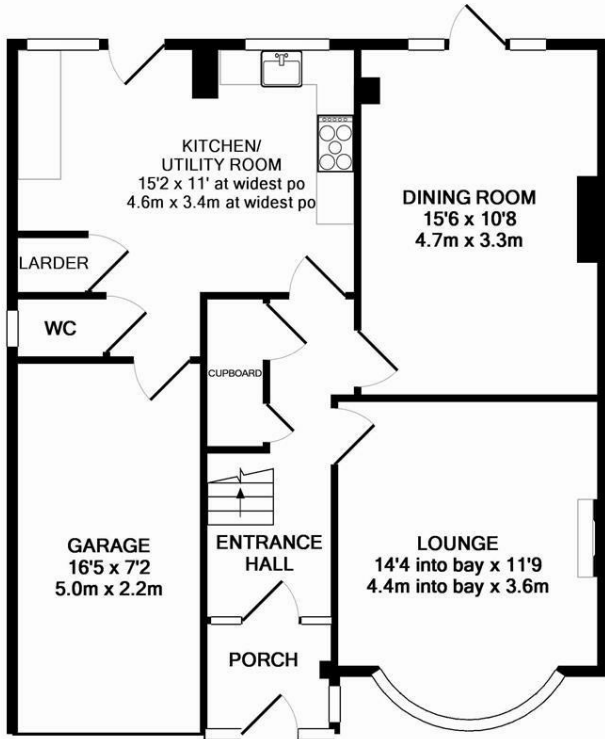 KITCHEN/
UTILITY ROOM
15'2 x 11' at widest po
4.6m x 3.4m at widest po
DINING ROOM
15'6 x 10'8
4.7m x 3.3m
LARDER
WC
CUPBOARD
GARAGE
16'5 x 7'2
5.0m x 2.2m
ENTRANCE
HALL
LOUNGE
14'4 into bay x 11'9
4.4m into bay x 3.6m
PORCH